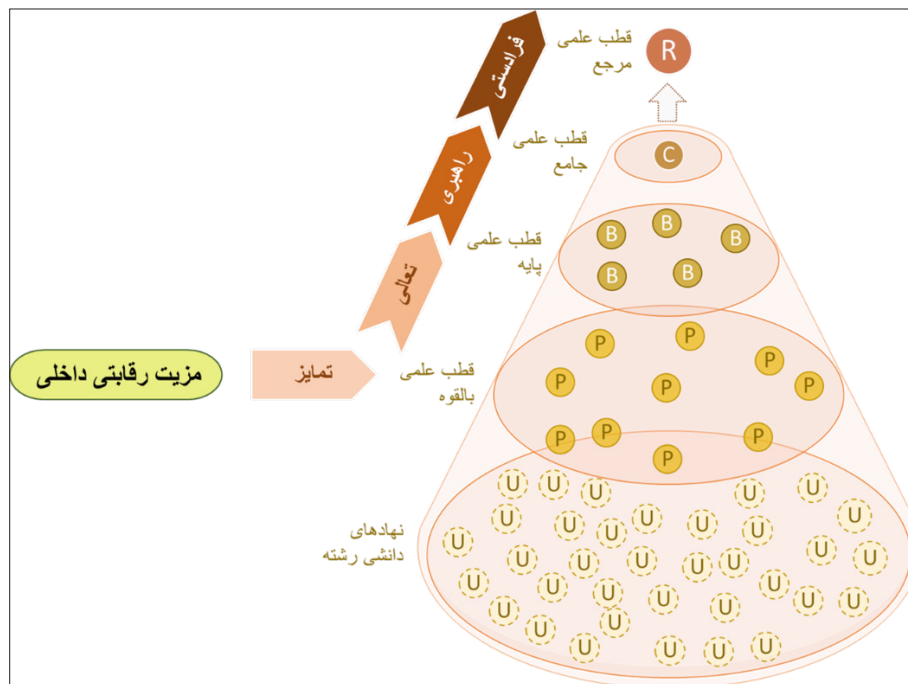 قطب علمی
مرجع
R
فرادستی
قطب علمی
جامع
C
راهبری
قطب علمی
پایه
B B B
B B
تعالی
مزیت رقابتی داخلی
تمایز
قطب علمی
بالقوه
P P
P
P P P
P P P
P
نهادهای
دانشی رشته
U U U U U
U U U U U U
U U U U U U U U U
U U U U U U U U
U U U
U U U U